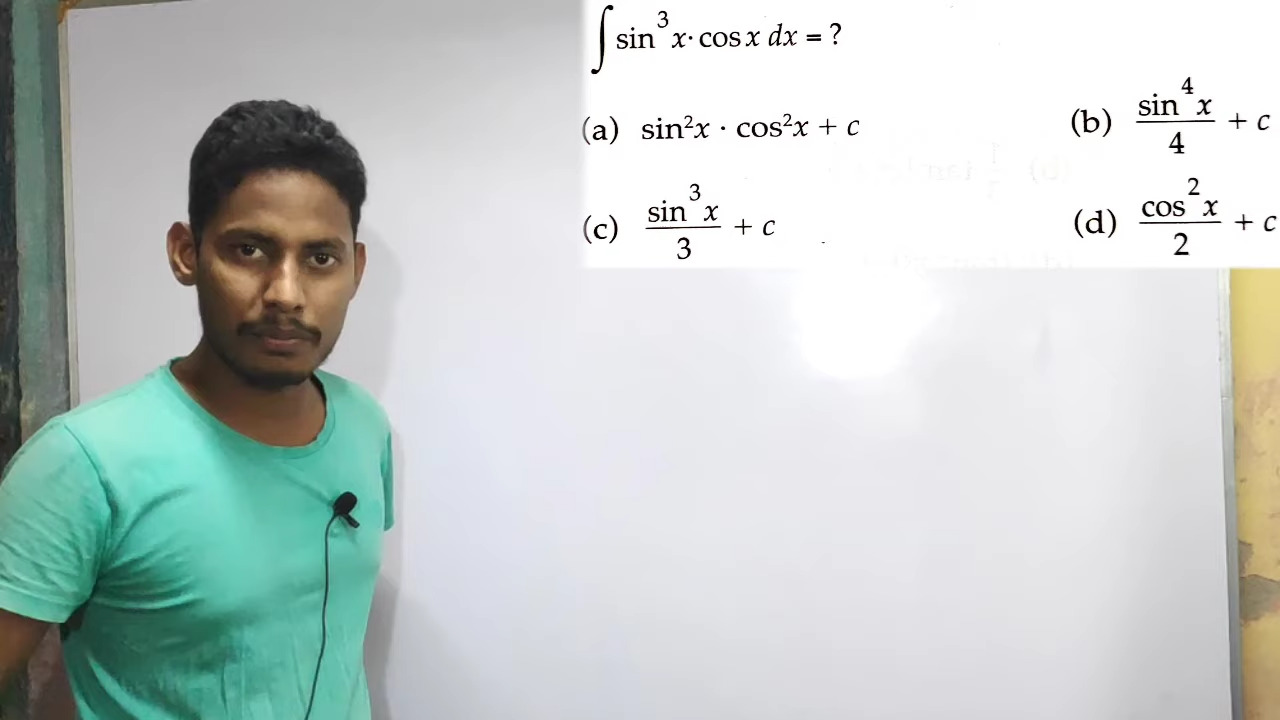 ∫ sin³x · cos x dx = ?
(a) sin²x · cos²x + c
(b) sin⁴x/4 + c
(c) sin³x/3 + c
(d) cos²x/2 + c